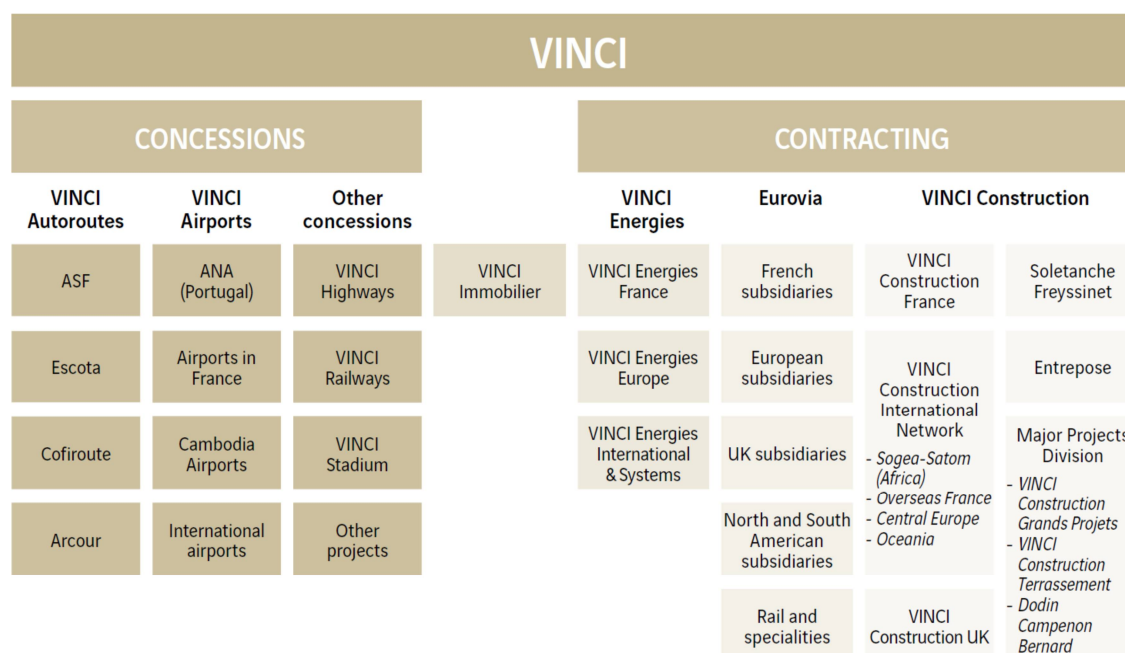 VINCI
CONCESSIONS
CONTRACTING
VINCI
Autoroutes
VINCI
Airports
Other
concessions
VINCI
Energies
Eurovia
VINCI Construction
ASF
ANA
(Portugal)
VINCI
Highways
VINCI
Immobilier
VINCI Energies
France
French
subsidiaries
VINCI
Construction
France
Soletanche
Freyssinet
Escota
Airports in
France
VINCI
Railways
VINCI Energies
Europe
European
subsidiaries
VINCI
Construction
International
Network
- Sogea-Satom
(Africa)
- Overseas France
- Central Europe
- Oceania
Entrepose
Cofiroute
Cambodia
Airports
VINCI
Stadium
VINCI Energies
International
& Systems
UK subsidiaries
Major Projects
Division
- VINCI
Construction
Grands Projets
- VINCI
Construction
Terrassement
- Dodin
Campenon
Bernard
Arcour
International
airports
Other
projects
North and South
American
subsidiaries
Rail and
specialities
VINCI
Construction UK